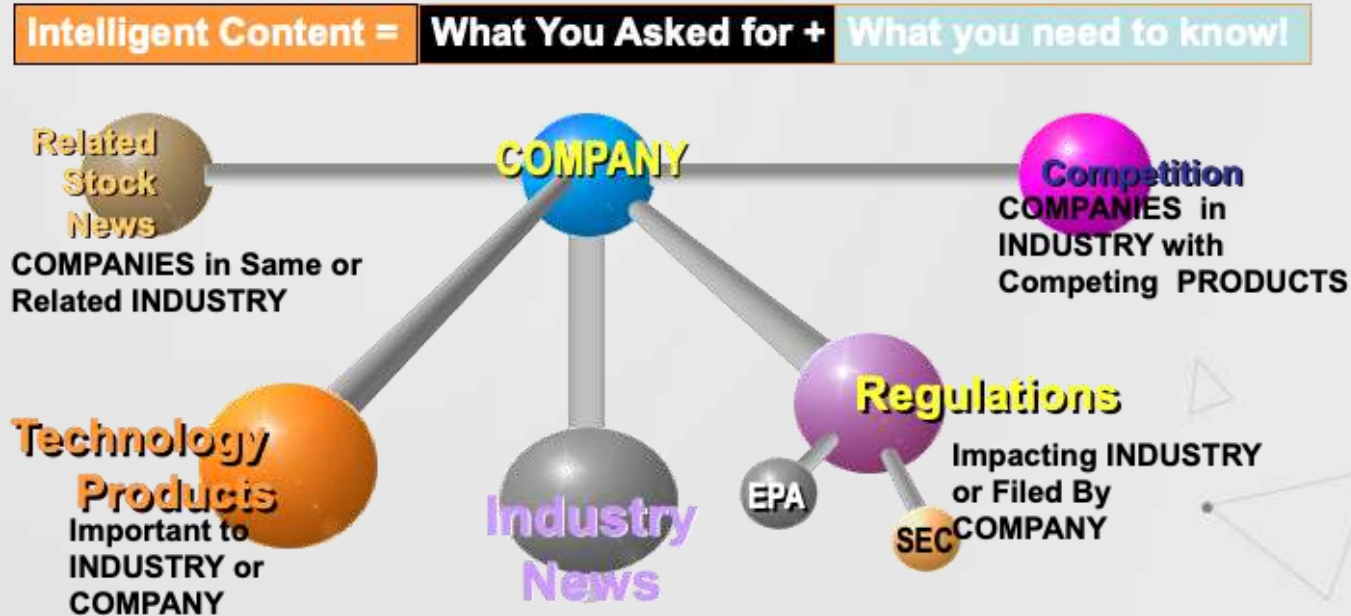 Intelligent Content = What You Asked for + What you need to know!
Related
Stock
News
COMPANIES in Same or
Related INDUSTRY
COMPANY
Competition
COMPANIES in
INDUSTRY with
Competing PRODUCTS
Technology
Products
Important to
INDUSTRY or
COMPANY
Industry
News
Regulations
EPA
SEC
Impacting INDUSTRY
or Filed By
COMPANY